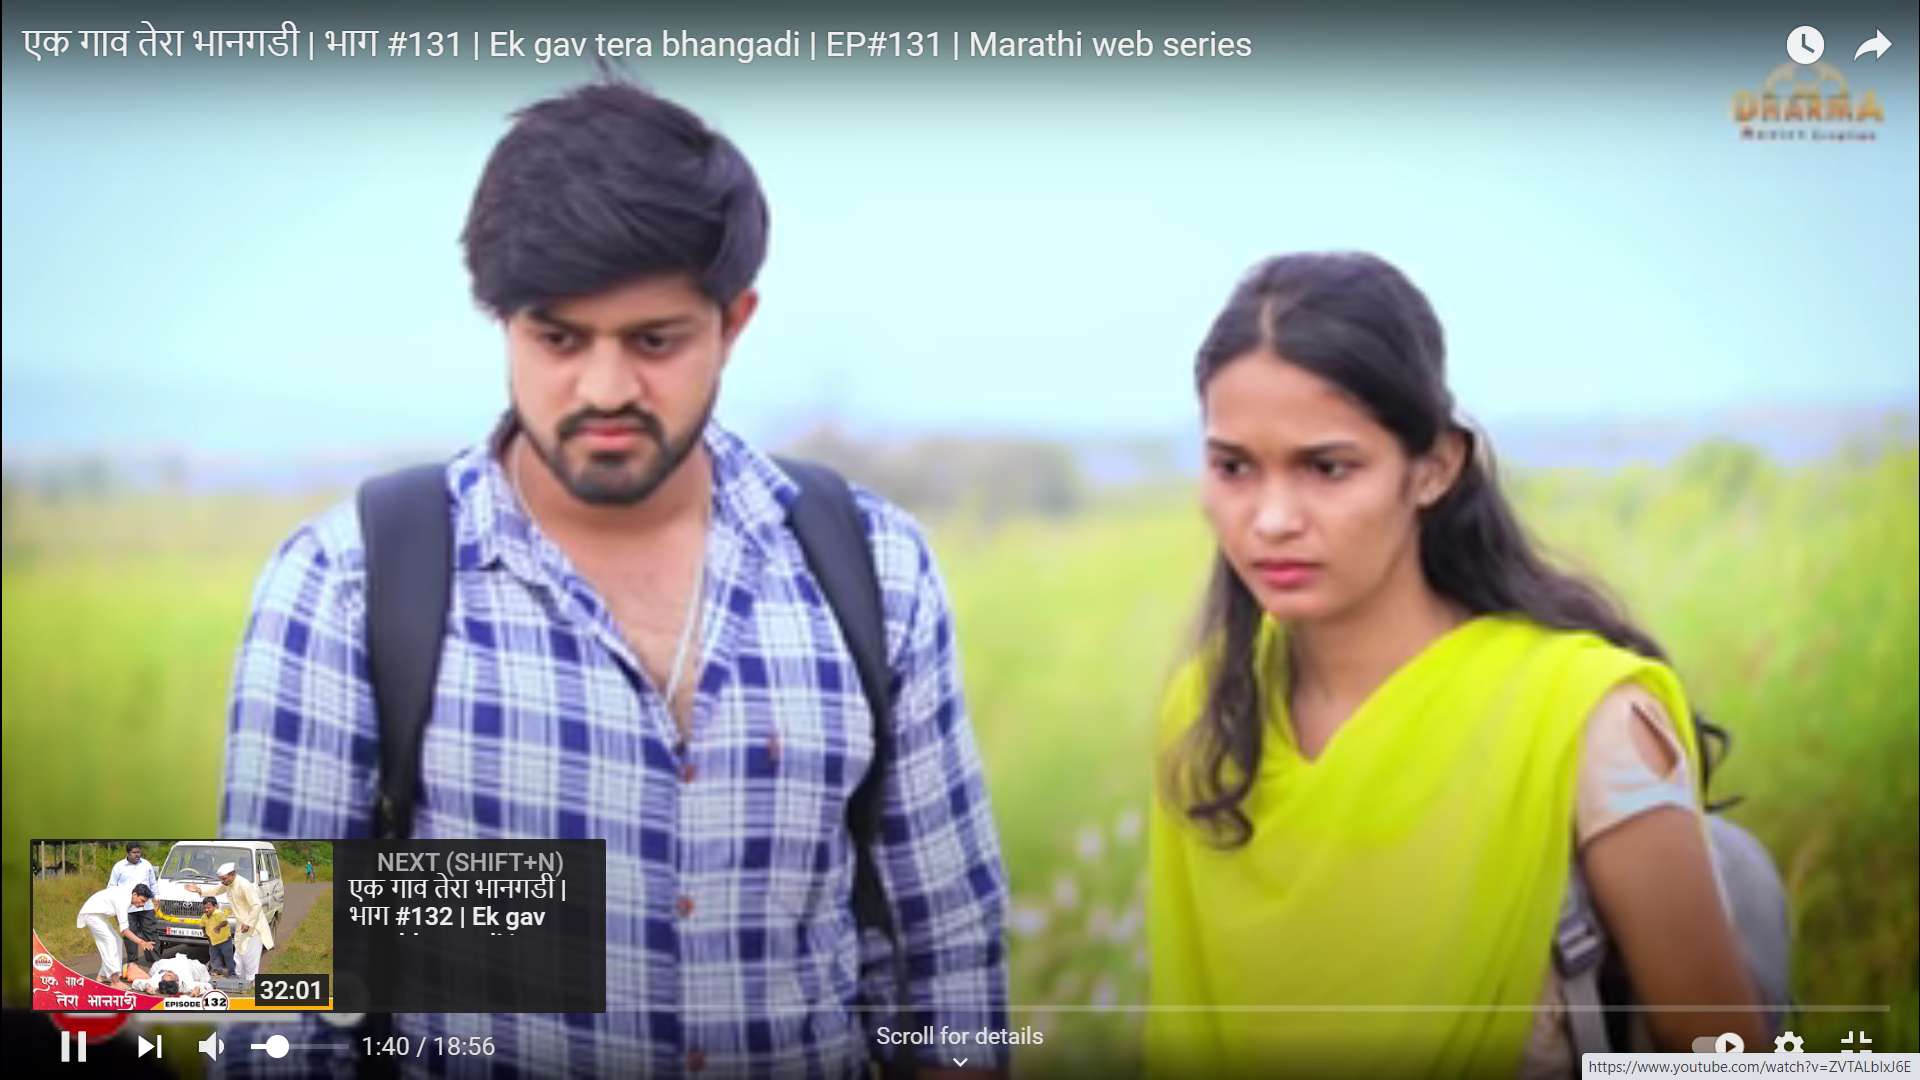 एक गाव तेरा भानगडी | भाग #131 | Ek gav tera bhangadi | EP#131 | Marathi web series
DHARMA
NEXT (SHIFT+N)
एक गाव तेरा भानगडी |
भाग #132 | Ek gav
एक गाव
तेरा भानगडी
EPISODE 132
32:01
1:40 / 18:56
Scroll for details
https://www.youtube.com/watch?v=ZVTALblxJ6E